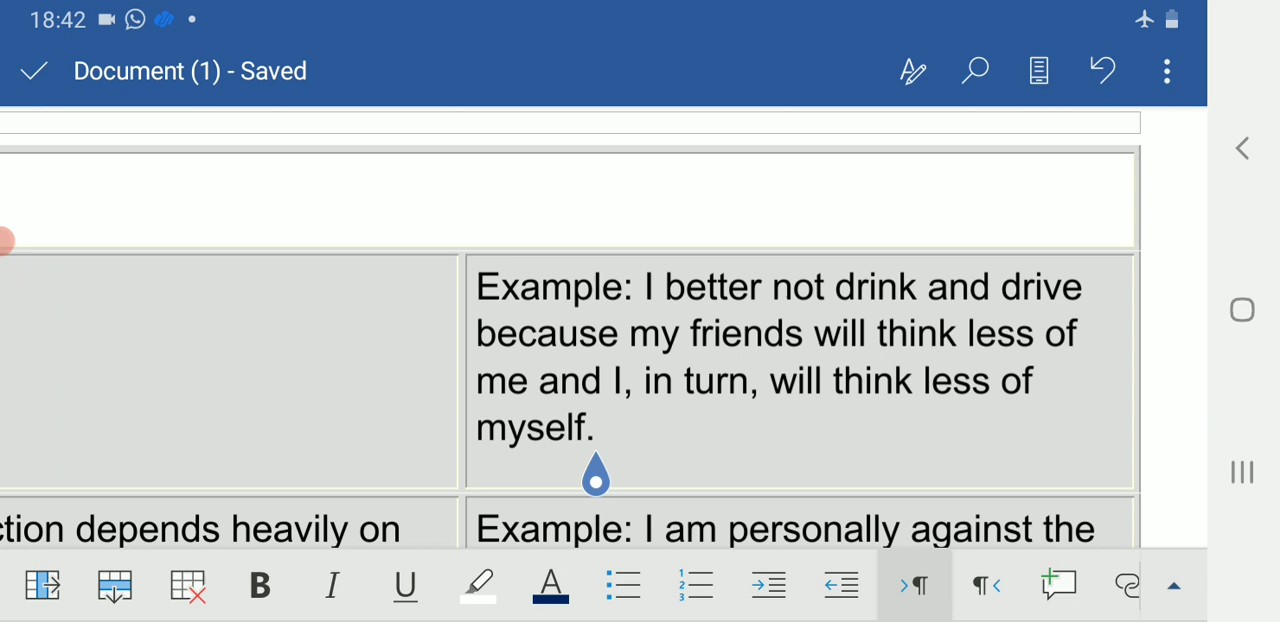 18:42
Document (1) - Saved
Example: I better not drink and drive
because my friends will think less of
me and I, in turn, will think less of
myself.
ction depends heavily on
Example: I am personally against the
B I U A